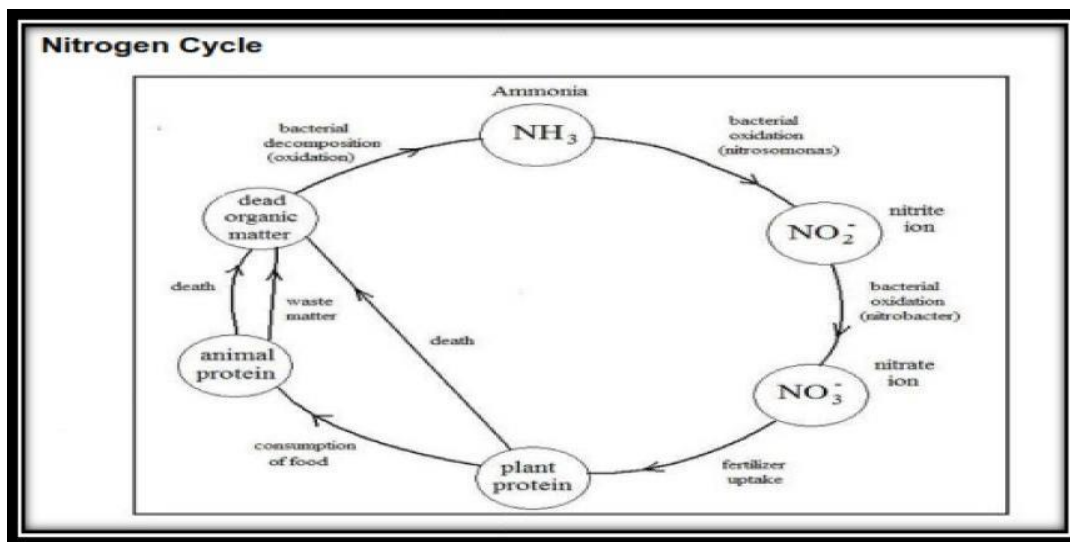 Nitrogen Cycle
Ammonia
NH₃
bacterial
decomposition
(oxidation)
bacterial
oxidation
(nitrosomonas)
dead
organic
matter
nitrite
ion
NO₂⁻
death
waste
matter
bacterial
oxidation
(nitrobacter)
death
animal
protein
nitrate
ion
NO₃⁻
consumption
of food
plant
protein
fertilizer
uptake